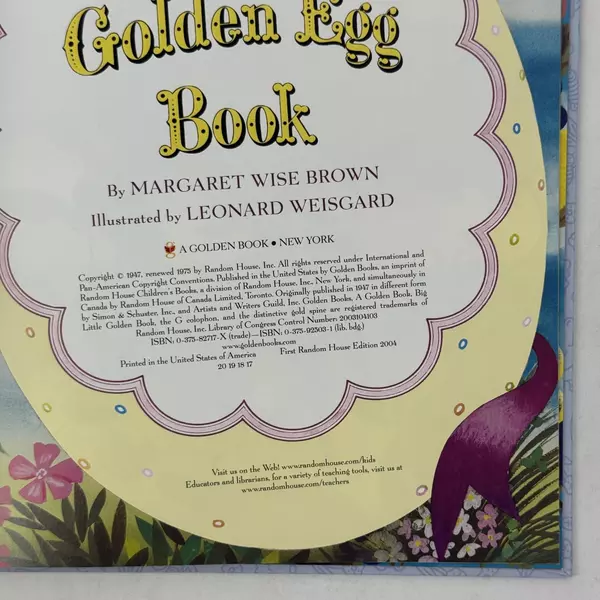 Golden Egg
Book
By MARGARET WISE BROWN
Illustrated by LEONARD WEISGARD
A GOLDEN BOOK • NEW YORK
Copyright © 1947, renewed 1975 by Random House, Inc. All rights reserved under International and
Pan-American Copyright Conventions. Published in the United States by Golden Books, an imprint of
Random House Children's Books, a division of Random House, Inc., New York, and simultaneously in
Canada by Random House of Canada Limited, Toronto. Originally published in 1947 in different form
by Simon & Schuster, Inc., and Artists and Writers Guild, Inc. Golden Books, A Golden Book, Big
Little Golden Book, the G colophon, and the distinctive gold spine are registered trademarks of
Random House, Inc. Library of Congress Control Number: 2003104103
ISBN: 0-375-82717-X (trade)—ISBN: 0-375-92303-1 (lib. bdg.)
www.goldenbooks.com
Printed in the United States of America First Random House Edition 2004
20 19 18 17
Visit us on the Web! www.randomhouse.com/kids
Educators and librarians, for a variety of teaching tools, visit us at
www.randomhouse.com/teachers